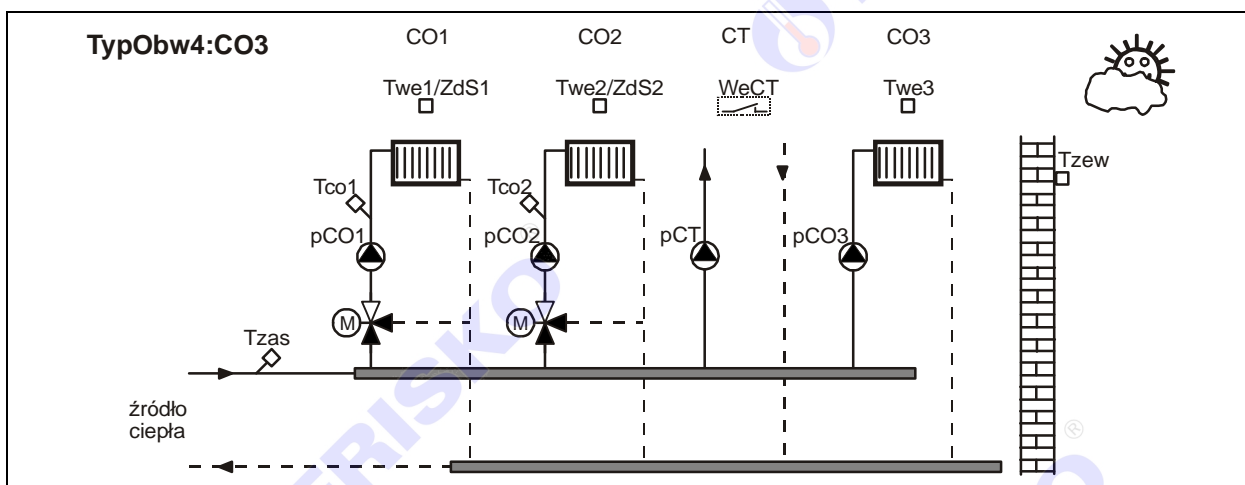 TypObw4:CO3
CO1 CO2 CT CO3
Twe1/ZdS1 Twe2/ZdS2 WeCT Twe3
Tzew
Tco1 Tco2
pCO1 pCO2 pCT pCO3
M M
Tzas
źródło
ciepła
FRISKO
®